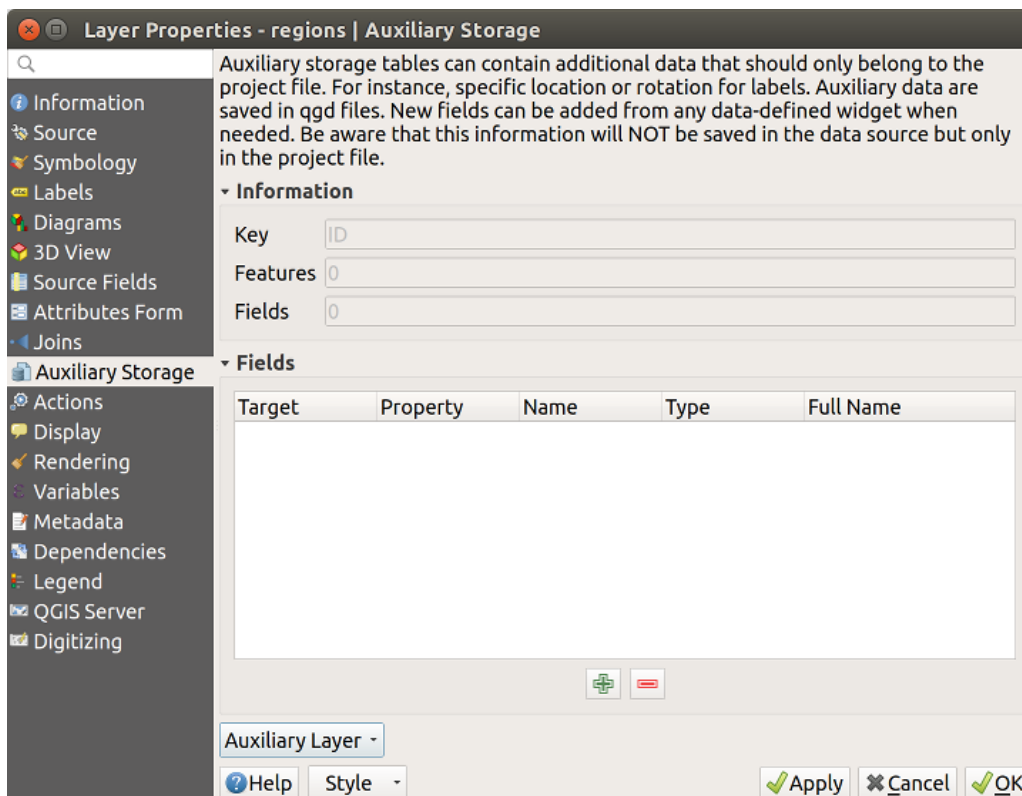 Layer Properties - regions | Auxiliary Storage
Information
Source
Symbology
Labels
Diagrams
3D View
Source Fields
Attributes Form
Joins
Auxiliary Storage
Actions
Display
Rendering
Variables
Metadata
Dependencies
Legend
QGIS Server
Digitizing
Auxiliary storage tables can contain additional data that should only belong to the
project file. For instance, specific location or rotation for labels. Auxiliary data are
saved in qgd files. New fields can be added from any data-defined widget when
needed. Be aware that this information will NOT be saved in the data source but only
in the project file.
Information
Key ID
Features 0
Fields 0
Fields
Target Property Name Type Full Name
Auxiliary Layer
Help Style Apply Cancel OK